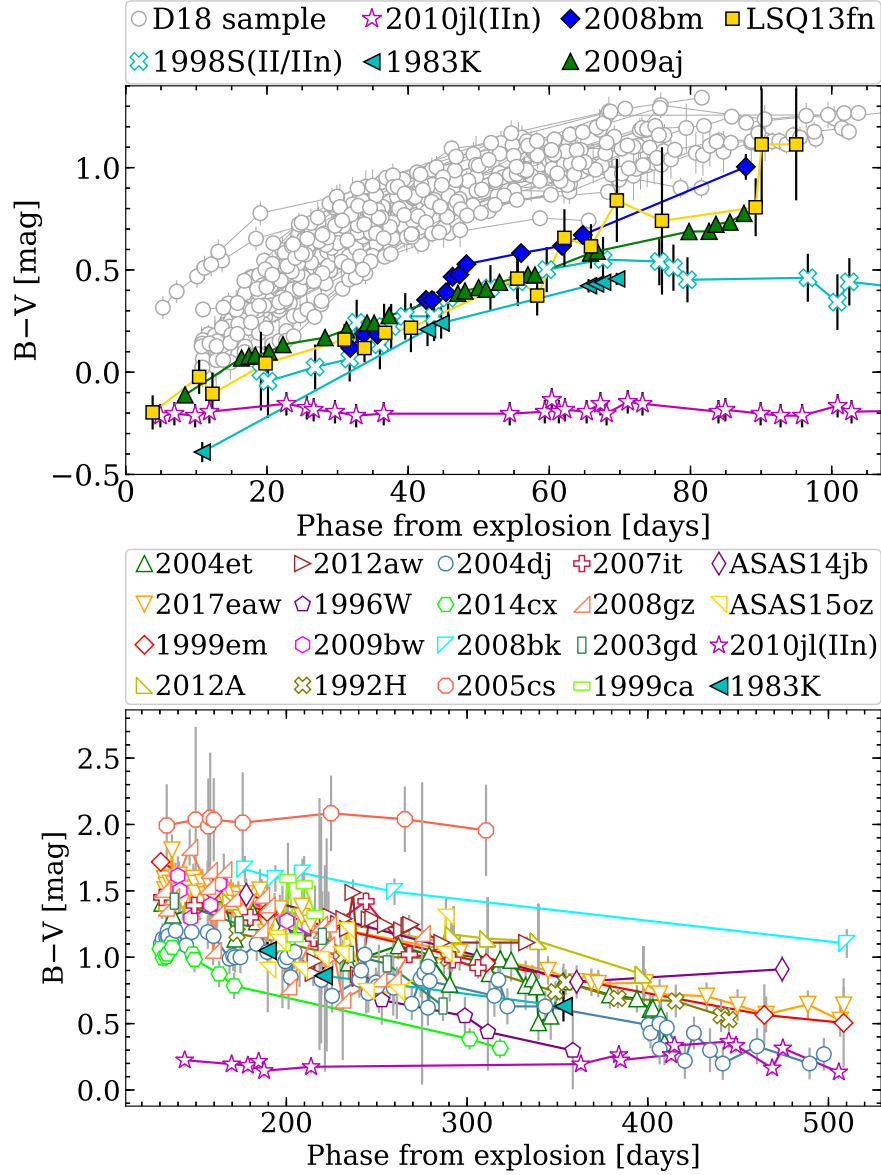 D18 sample 2010jl(IIn) 2008bm LSQ13fn
1998S(II/IIn) 1983K 2009aj
1.0
0.5
0.0
−0.5
B−V [mag]
0 20 40 60 80 100
Phase from explosion [days]
2004et 2012aw 2004dj 2007it ASAS14jb
2017eaw 1996W 2014cx 2008gz ASAS15oz
1999em 2009bw 2008bk 2003gd 2010jl(IIn)
2012A 1992H 2005cs 1999ca 1983K
2.5
2.0
1.5
1.0
0.5
0.0
B−V [mag]
200 300 400 500
Phase from explosion [days]